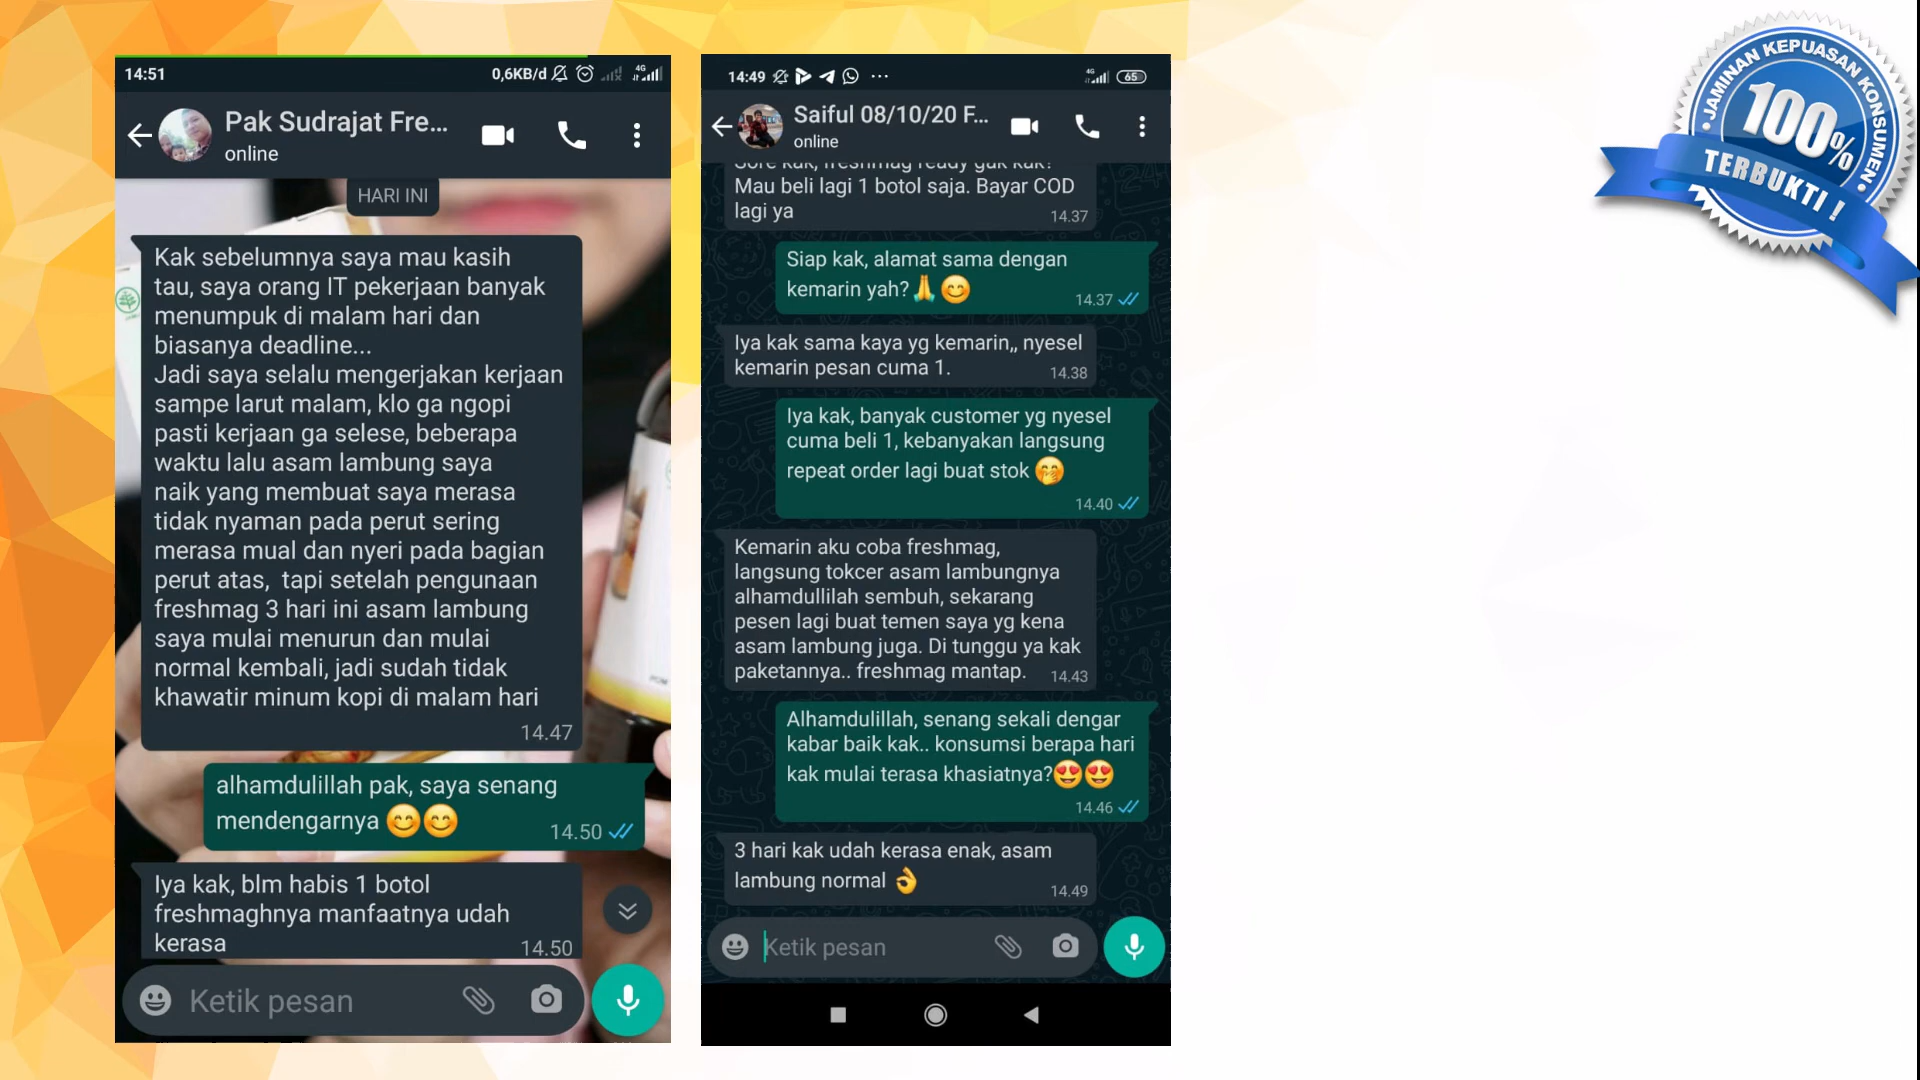 14:51
0,6KB/d
4G
Pak Sudrajat Fre...
online
HARI INI
Kak sebelumnya saya mau kasih
tau, saya orang IT pekerjaan banyak
menumpuk di malam hari dan
biasanya deadline...
Jadi saya selalu mengerjakan kerjaan
sampe larut malam, klo ga ngopi
pasti kerjaan ga selese, beberapa
waktu lalu asam lambung saya
naik yang membuat saya merasa
tidak nyaman pada perut sering
merasa mual dan nyeri pada bagian
perut atas, tapi setelah pengunaan
freshmag 3 hari ini asam lambung
saya mulai menurun dan mulai
normal kembali, jadi sudah tidak
khawatir minum kopi di malam hari
14.47
alhamdulillah pak, saya senang
mendengarnya 😊😊
14.50
Iya kak, blm habis 1 botol
freshmaghnya manfaatnya udah
kerasa
14.50
Ketik pesan
14:49
4G
65
Saiful 08/10/20 F...
online
Sore kak, freshmag ready gak kak?
Mau beli lagi 1 botol saja. Bayar COD
lagi ya
14.37
Siap kak, alamat sama dengan
kemarin yah?🙏😊
14.37
Iya kak sama kaya yg kemarin,, nyesel
kemarin pesan cuma 1.
14.38
Iya kak, banyak customer yg nyesel
cuma beli 1, kebanyakan langsung
repeat order lagi buat stok 🤭
14.40
Kemarin aku coba freshmag,
langsung tokcer asam lambungnya
alhamdullilah sembuh, sekarang
pesen lagi buat temen saya yg kena
asam lambung juga. Di tunggu ya kak
paketannya.. freshmag mantap.
14.43
Alhamdulillah, senang sekali dengar
kabar baik kak.. konsumsi berapa hari
kak mulai terasa khasiatnya?😍😍
14.46
3 hari kak udah kerasa enak, asam
lambung normal 👌
14.49
Ketik pesan
JAMINAN KEPUASAN KONSUMEN
100%
TERBUKTI !